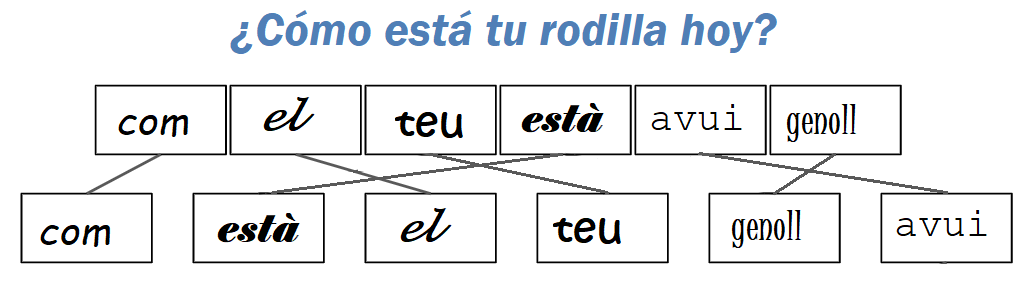 ¿Cómo está tu rodilla hoy?
com el teu està avui genoll
com està el teu genoll avui